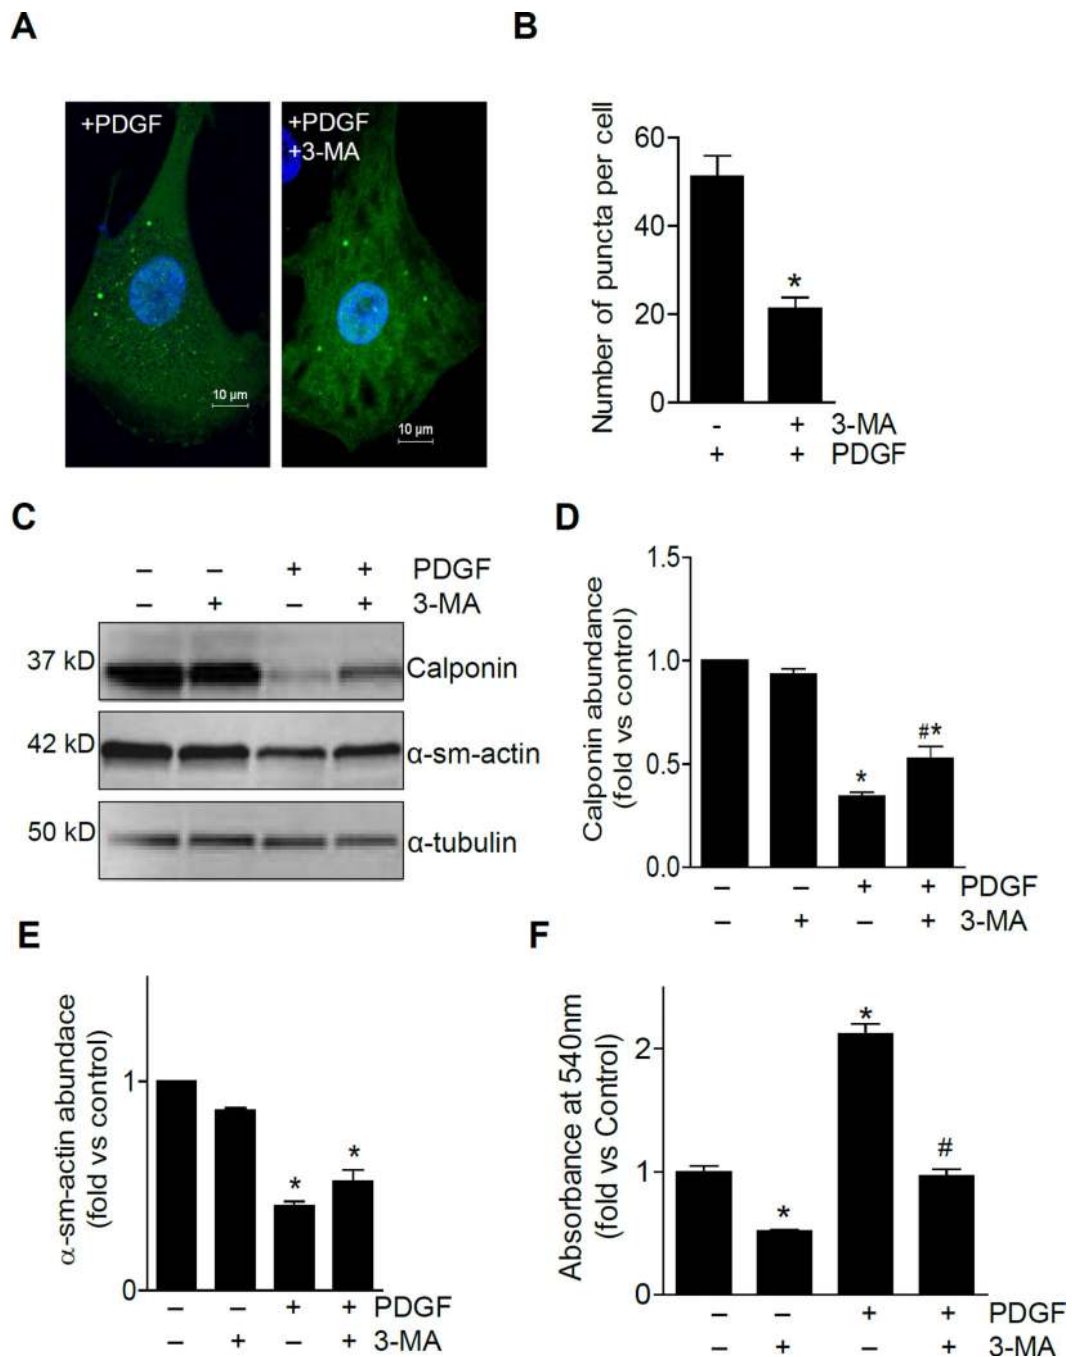 A
+PDGF
10 µm
+PDGF
+3-MA
10 µm
B
Number of puncta per cell
60
40
20
0
- + 3-MA
+ + PDGF
C
– – + + PDGF
– + – + 3-MA
37 kD Calponin
42 kD α-sm-actin
50 kD α-tubulin
D
Calponin abundance
(fold vs control)
1.5
1.0
0.5
0.0
*
#*
– – + + PDGF
– + – + 3-MA
E
α-sm-actin abundace
(fold vs control)
1
0
*
*
– – + + PDGF
– + – + 3-MA
F
Absorbance at 540nm
(fold vs Control)
2
1
0
*
*
#
– – + + PDGF
– + – + 3-MA
*